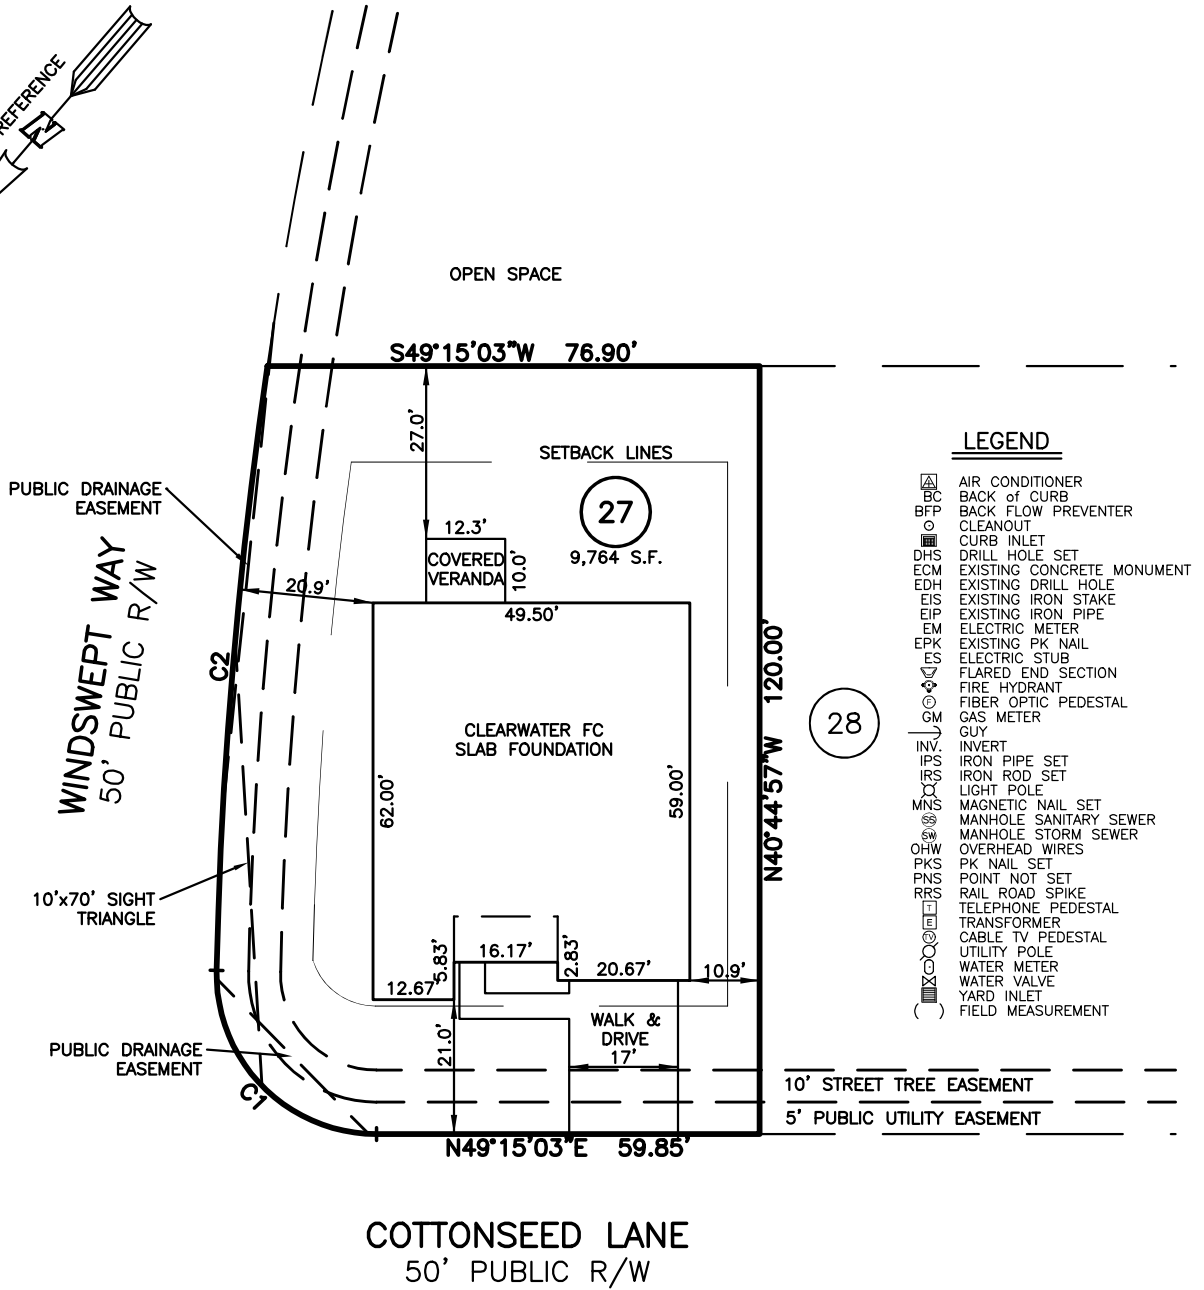 REFERENCE
N
OPEN SPACE
S49°15'03"W 76.90'
27.0'
SETBACK LINES
27
9,764 S.F.
PUBLIC DRAINAGE
EASEMENT
12.3'
COVERED
VERANDA
10.0'
20.9'
49.50'
WINDSWEPT WAY
50' PUBLIC R/W
C2
CLEARWATER FC
SLAB FOUNDATION
62.00'
59.00'
N40°44'57"W 120.00'
28
10'x70' SIGHT
TRIANGLE
5.83'
16.17'
2.83'
12.67'
20.67'
10.9'
21.0'
WALK &
DRIVE
17'
PUBLIC DRAINAGE
EASEMENT
C1
10' STREET TREE EASEMENT
5' PUBLIC UTILITY EASEMENT
N49°15'03"E 59.85'
COTTONSEED LANE
50' PUBLIC R/W
LEGEND
AIR CONDITIONER
BC BACK of CURB
BFP BACK FLOW PREVENTER
CLEANOUT
CURB INLET
DHS DRILL HOLE SET
ECM EXISTING CONCRETE MONUMENT
EDH EXISTING DRILL HOLE
EIS EXISTING IRON STAKE
EIP EXISTING IRON PIPE
EM ELECTRIC METER
EPK EXISTING PK NAIL
ES ELECTRIC STUB
FLARED END SECTION
FIRE HYDRANT
F FIBER OPTIC PEDESTAL
GM GAS METER
GUY
INV. INVERT
IPS IRON PIPE SET
IRS IRON ROD SET
LIGHT POLE
MNS MAGNETIC NAIL SET
SS MANHOLE SANITARY SEWER
SW MANHOLE STORM SEWER
OHW OVERHEAD WIRES
PKS PK NAIL SET
PNS POINT NOT SET
RRS RAIL ROAD SPIKE
T TELEPHONE PEDESTAL
E TRANSFORMER
TV CABLE TV PEDESTAL
UTILITY POLE
WATER METER
WATER VALVE
YARD INLET
( ) FIELD MEASUREMENT